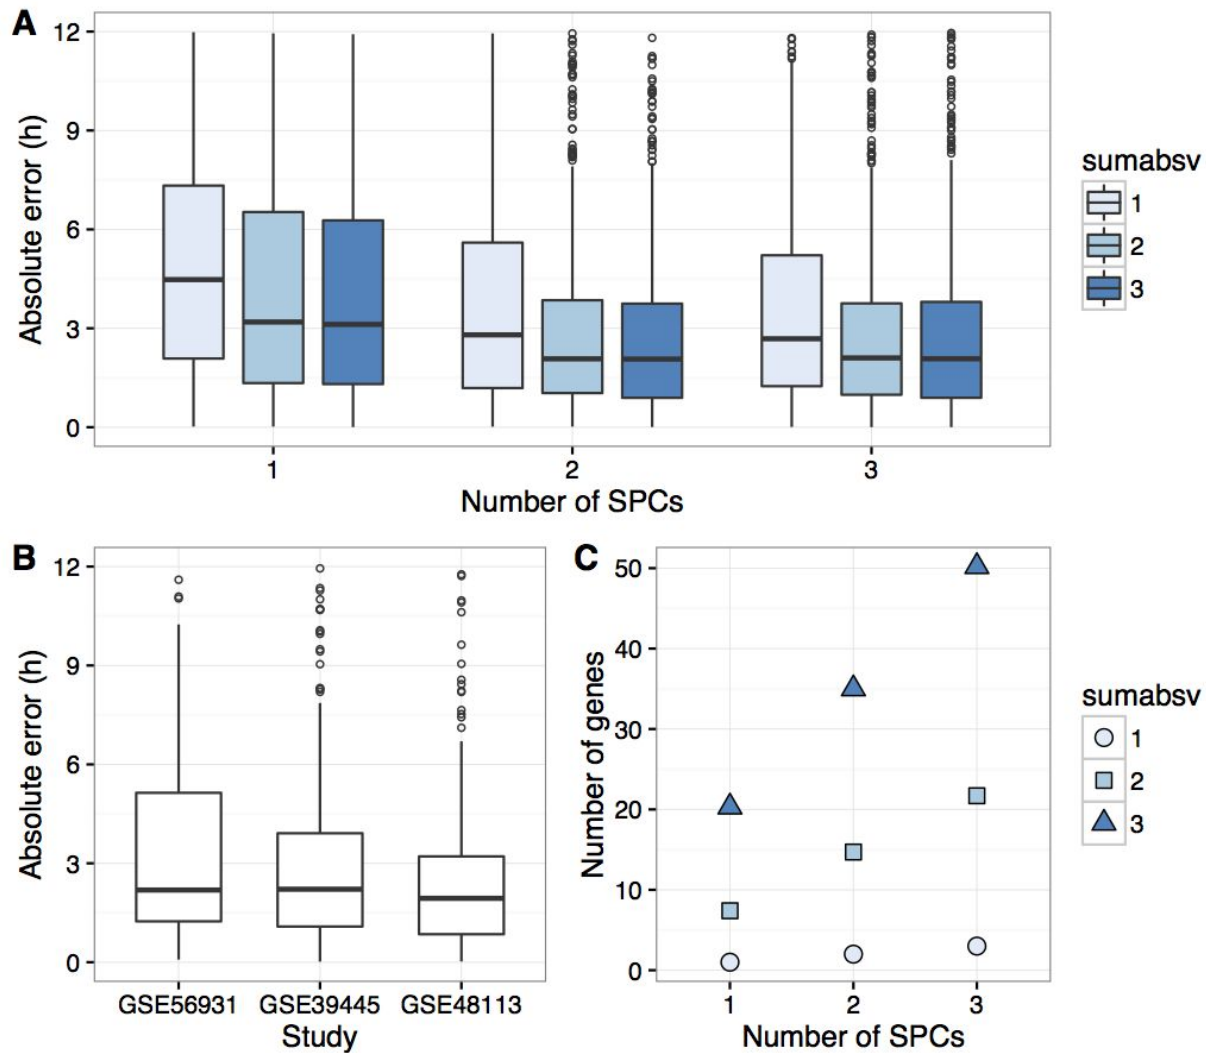 A
Absolute error (h)
12
9
6
3
0
1
2
3
Number of SPCs
sumabsv
1
2
3
B
Absolute error (h)
12
9
6
3
0
GSE56931 GSE39445 GSE48113
Study
C
Number of genes
50
40
30
20
10
0
1
2
3
Number of SPCs
sumabsv
1
2
3